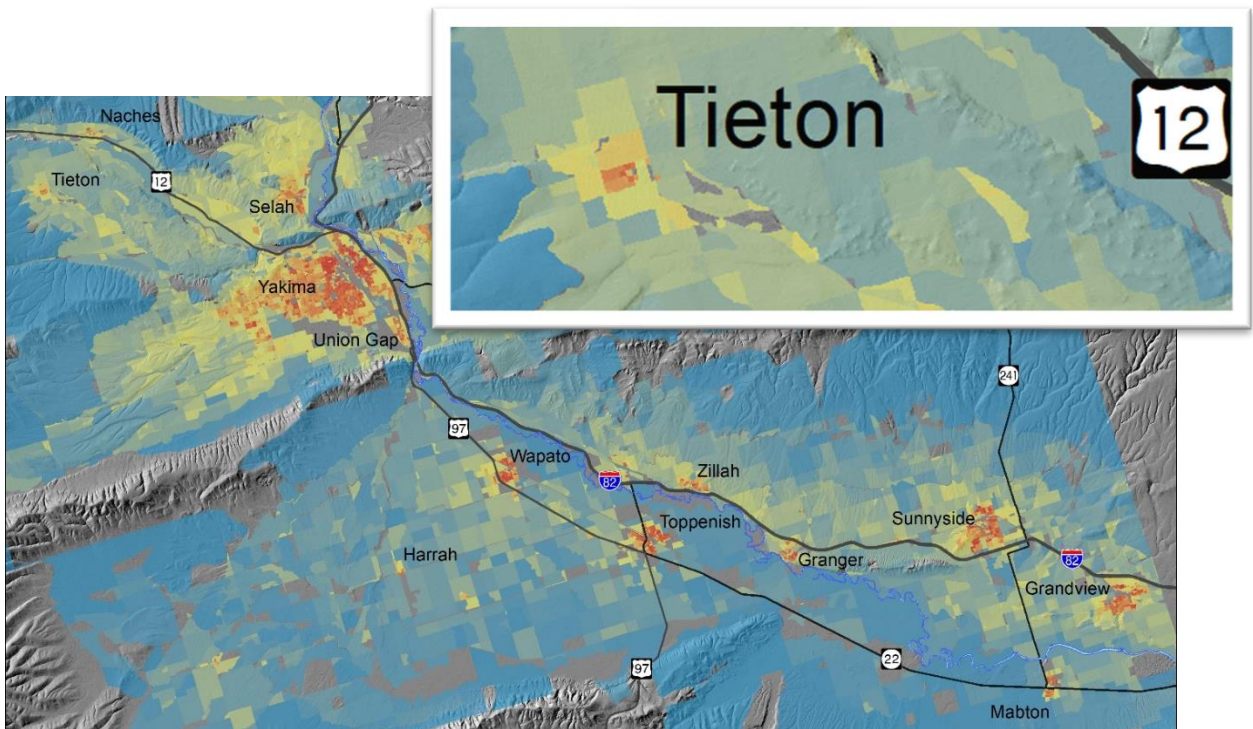 Tieton
12
Naches
Tieton
12
Selah
Yakima
Union Gap
241
97
Wapato
82
Zillah
Toppenish
Sunnyside
Harrah
Granger
82
Grandview
97
22
Mabton